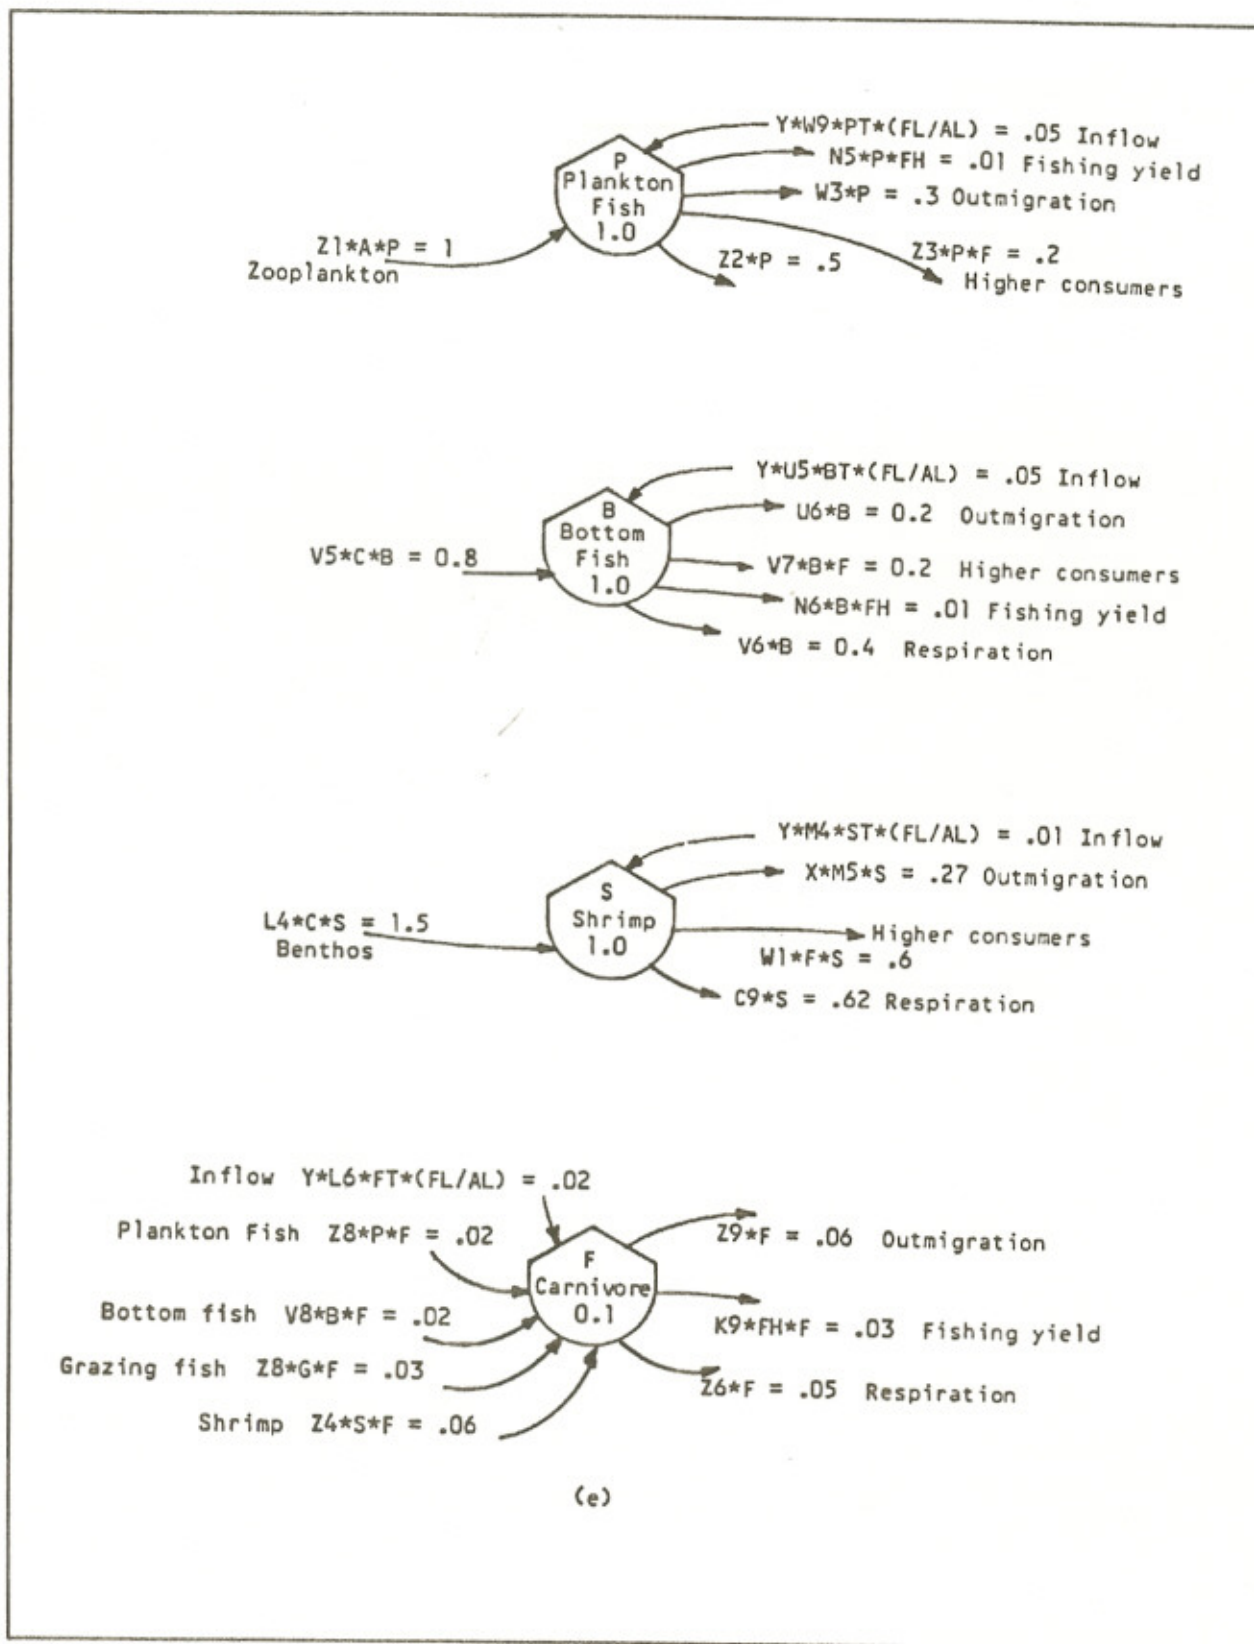 Y*W9*PT*(FL/AL) = .05 Inflow
N5*P*FH = .01 Fishing yield
W3*P = .3 Outmigration
P
Plankton
Fish
1.0
Z1*A*P = 1
Zooplankton
Z2*P = .5
Z3*P*F = .2
Higher consumers
Y*U5*BT*(FL/AL) = .05 Inflow
U6*B = 0.2 Outmigration
B
Bottom
Fish
1.0
V5*C*B = 0.8
V7*B*F = 0.2 Higher consumers
N6*B*FH = .01 Fishing yield
V6*B = 0.4 Respiration
Y*M4*ST*(FL/AL) = .01 Inflow
X*M5*S = .27 Outmigration
S
Shrimp
1.0
L4*C*S = 1.5
Benthos
Higher consumers
W1*F*S = .6
C9*S = .62 Respiration
Inflow Y*L6*FT*(FL/AL) = .02
Plankton Fish Z8*P*F = .02
Z9*F = .06 Outmigration
F
Carnivore
0.1
Bottom fish V8*B*F = .02
K9*FH*F = .03 Fishing yield
Grazing fish Z8*G*F = .03
Z6*F = .05 Respiration
Shrimp Z4*S*F = .06
(e)